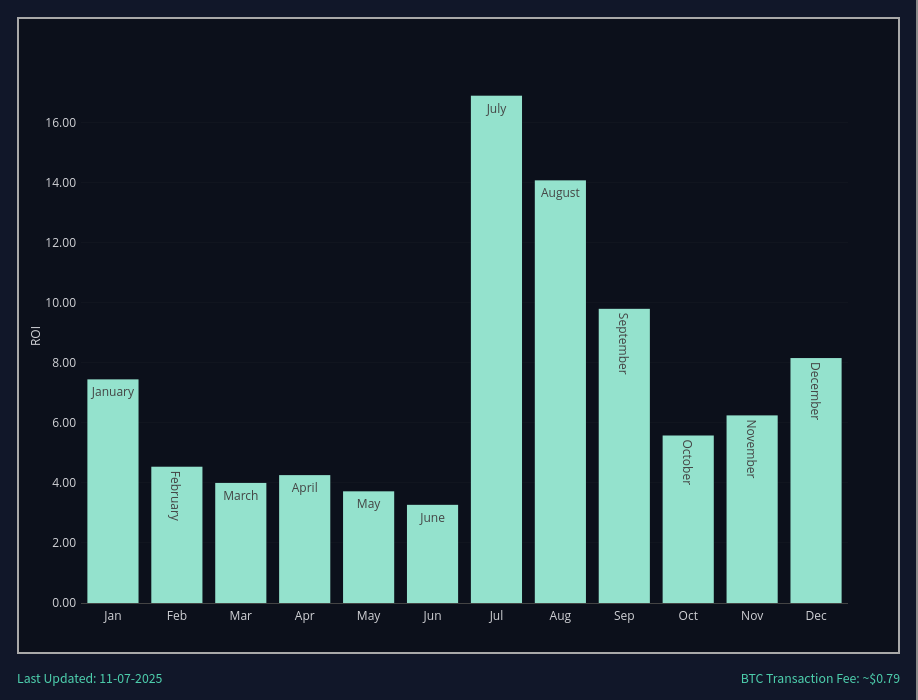 16.00
14.00
12.00
10.00
8.00
6.00
4.00
2.00
0.00
ROI
January
February
March
April
May
June
July
August
September
October
November
December
Jan Feb Mar Apr May Jun Jul Aug Sep Oct Nov Dec
Last Updated: 11-07-2025
BTC Transaction Fee: ~$0.79